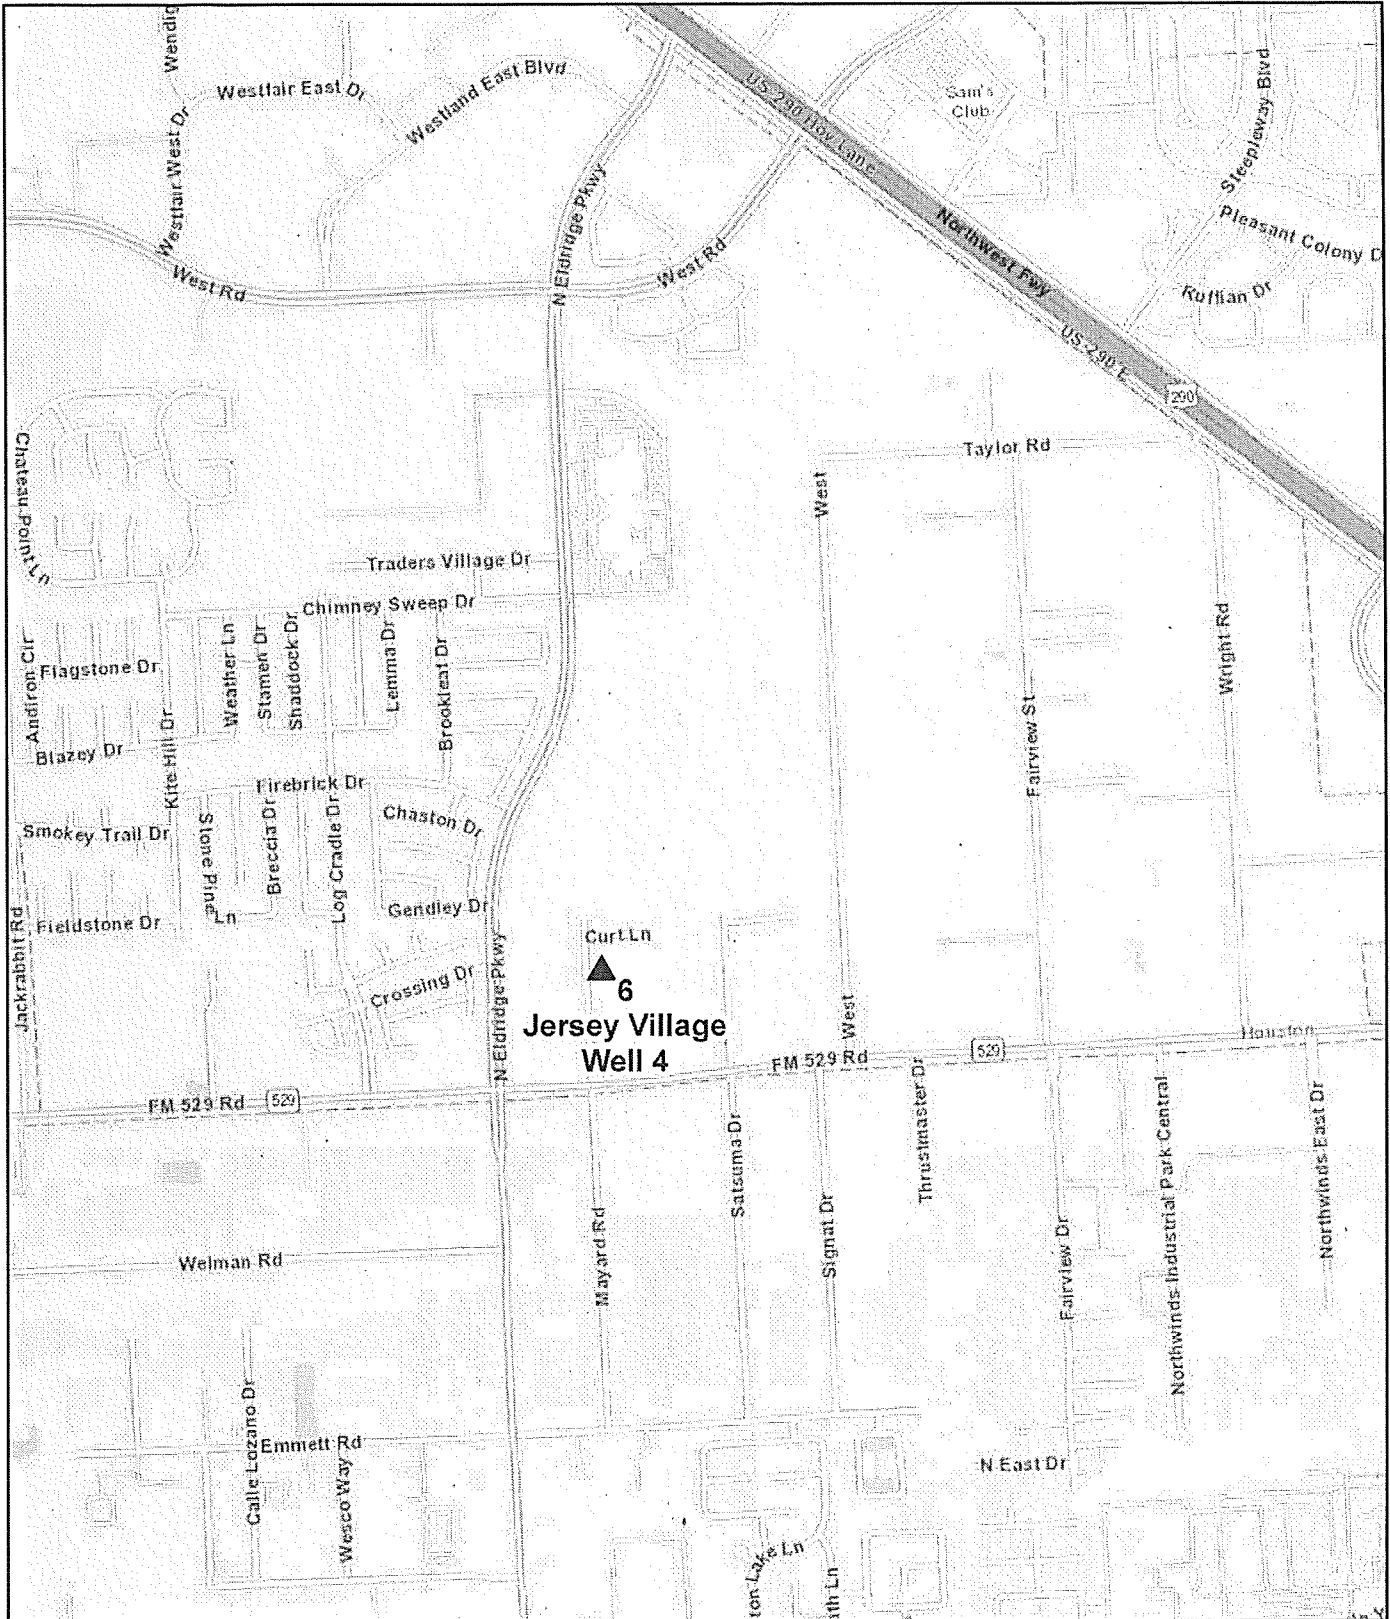 Wendig
Westfair East Dr
Westland East Blvd
Westfair West Dr
West Rd
N Eldridge Pkwy
West Rd
US-290 Hov Lane
Sam's
Club
Steepleway Blvd
Pleasant Colony D
Ruffian Dr
Northwest Fwy
US-290 E
290
Chateau Point Ln
Taylor Rd
West
Traders Village Dr
Chimney Sweep Dr
Andiron Cir
Flagstone Dr
Weather Ln
Stamen Dr
Shaddock Dr
Lemma Dr
Brookleaf Dr
Wright Rd
Fairview St
Blazey Dr
Kite Hill Dr
Firebrick Dr
Chaston Dr
Smokey Trail Dr
Stone Pine Ln
Breccia Dr
Log Cradle Dr
Gendley Dr
Fieldstone Dr
Jackrabbit Rd
Crossing Dr
N Eldridge Pkwy
Curt Ln
6
Jersey Village
Well 4
West
FM 529 Rd
529
Houston
FM 529 Rd
529
Thrustmaster Dr
Satsuma Dr
Signat Dr
Mayard Rd
Fairview Dr
Northwinds Industrial Park Central
Northwinds East Dr
Welman Rd
Calle Lozano Dr
Emmett Rd
Wesco Way
N East Dr
ton Lake Ln
ith Ln